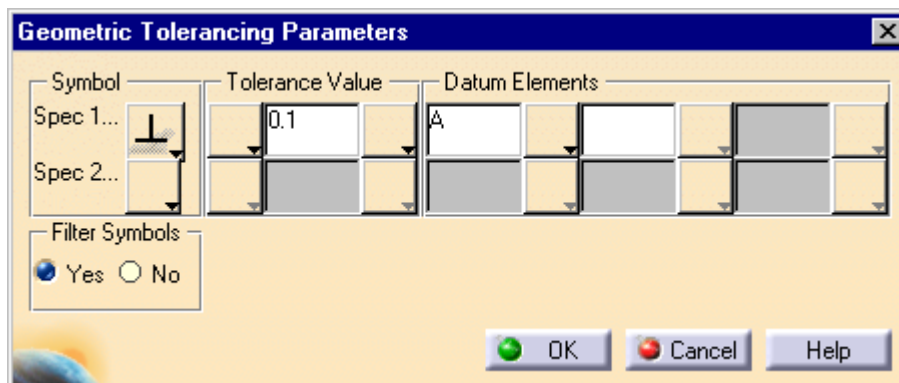 Geometric Tolerancing Parameters
Symbol Tolerance Value Datum Elements
Spec 1... 0.1 A
Spec 2...
Filter Symbols
Yes No
OK Cancel Help